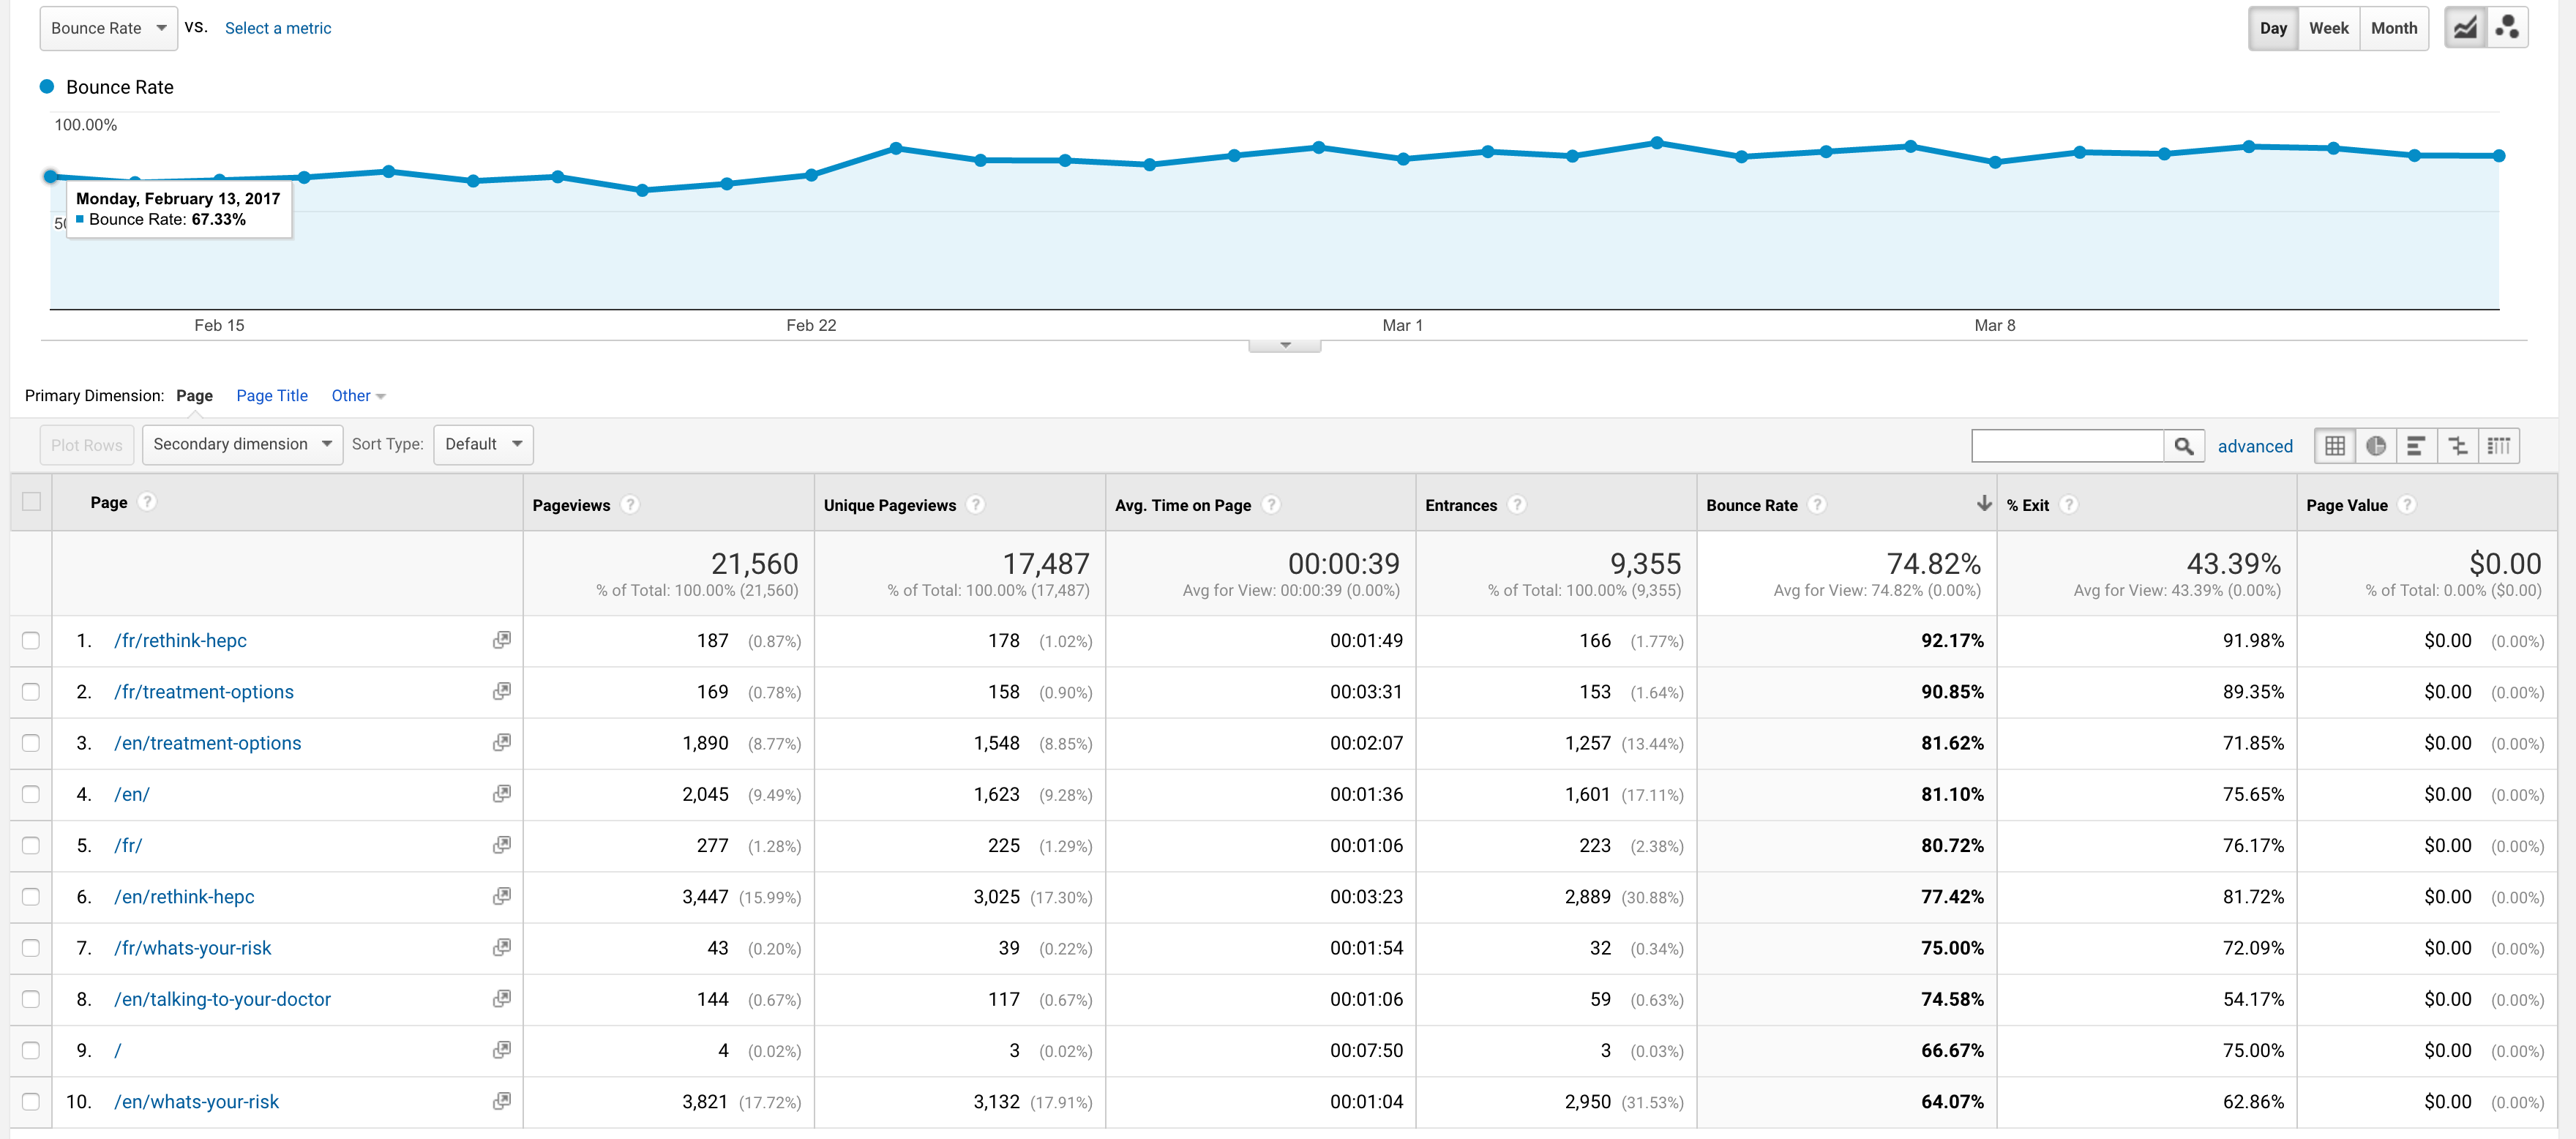 Bounce Rate vs. Select a metric Day Week Month
Bounce Rate
100.00%
Monday, February 13, 2017
Bounce Rate: 67.33%
Feb 15 Feb 22 Mar 1 Mar 8
Primary Dimension: Page Page Title Other
Plot Rows Secondary dimension Sort Type: Default advanced
Page ? Pageviews ? Unique Pageviews ? Avg. Time on Page ? Entrances ? Bounce Rate ? % Exit ? Page Value ?
21,560 17,487 00:00:39 9,355 74.82% 43.39% $0.00
% of Total: 100.00% (21,560) % of Total: 100.00% (17,487) Avg for View: 00:00:39 (0.00%) % of Total: 100.00% (9,355) Avg for View: 74.82% (0.00%) Avg for View: 43.39% (0.00%) % of Total: 0.00% ($0.00)
1. /fr/rethink-hepc 187 (0.87%) 178 (1.02%) 00:01:49 166 (1.77%) 92.17% 91.98% $0.00 (0.00%)
2. /fr/treatment-options 169 (0.78%) 158 (0.90%) 00:03:31 153 (1.64%) 90.85% 89.35% $0.00 (0.00%)
3. /en/treatment-options 1,890 (8.77%) 1,548 (8.85%) 00:02:07 1,257 (13.44%) 81.62% 71.85% $0.00 (0.00%)
4. /en/ 2,045 (9.49%) 1,623 (9.28%) 00:01:36 1,601 (17.11%) 81.10% 75.65% $0.00 (0.00%)
5. /fr/ 277 (1.28%) 225 (1.29%) 00:01:06 223 (2.38%) 80.72% 76.17% $0.00 (0.00%)
6. /en/rethink-hepc 3,447 (15.99%) 3,025 (17.30%) 00:03:23 2,889 (30.88%) 77.42% 81.72% $0.00 (0.00%)
7. /fr/whats-your-risk 43 (0.20%) 39 (0.22%) 00:01:54 32 (0.34%) 75.00% 72.09% $0.00 (0.00%)
8. /en/talking-to-your-doctor 144 (0.67%) 117 (0.67%) 00:01:06 59 (0.63%) 74.58% 54.17% $0.00 (0.00%)
9. / 4 (0.02%) 3 (0.02%) 00:07:50 3 (0.03%) 66.67% 75.00% $0.00 (0.00%)
10. /en/whats-your-risk 3,821 (17.72%) 3,132 (17.91%) 00:01:04 2,950 (31.53%) 64.07% 62.86% $0.00 (0.00%)